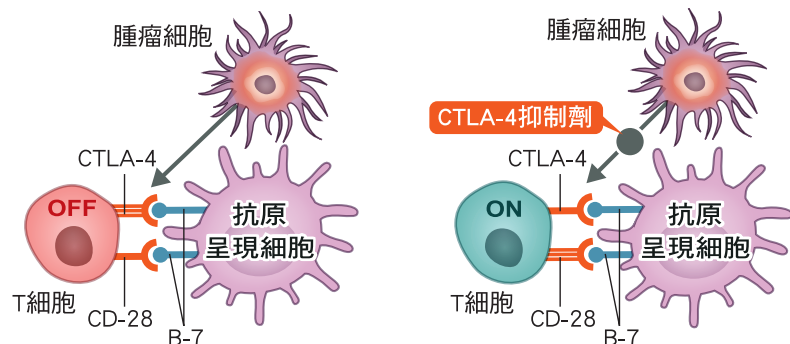 腫瘤細胞
CTLA-4
OFF
抗原
呈現細胞
T細胞
CD-28
B-7
腫瘤細胞
CTLA-4抑制劑
CTLA-4
ON
抗原
呈現細胞
T細胞
CD-28
B-7